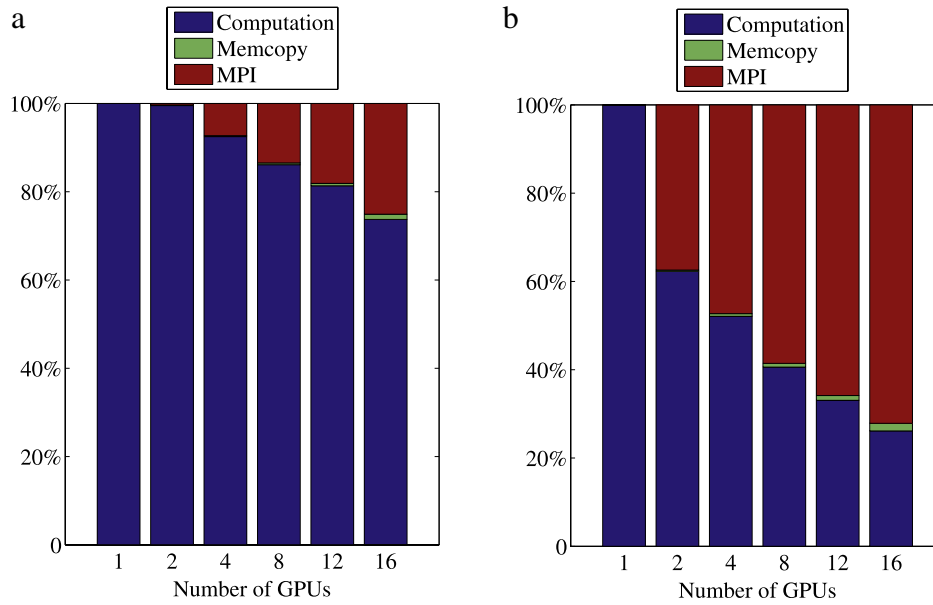 a
Computation
Memcopy
MPI
100%
80%
60%
40%
20%
0
1 2 4 8 12 16
Number of GPUs
b
Computation
Memcopy
MPI
100%
80%
60%
40%
20%
0
1 2 4 8 12 16
Number of GPUs